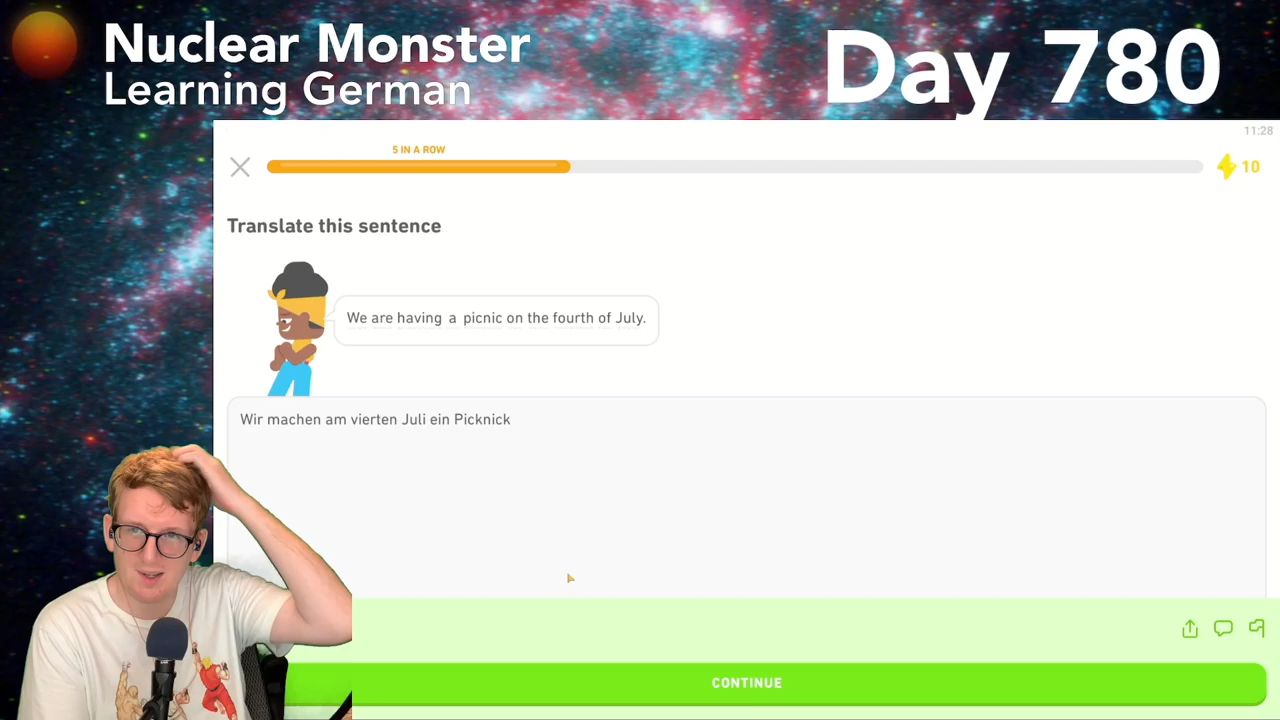 Nuclear Monster
Learning German
Day 780
11:28
5 IN A ROW
10
Translate this sentence
We are having a picnic on the fourth of July.
Wir machen am vierten Juli ein Picknick
CONTINUE